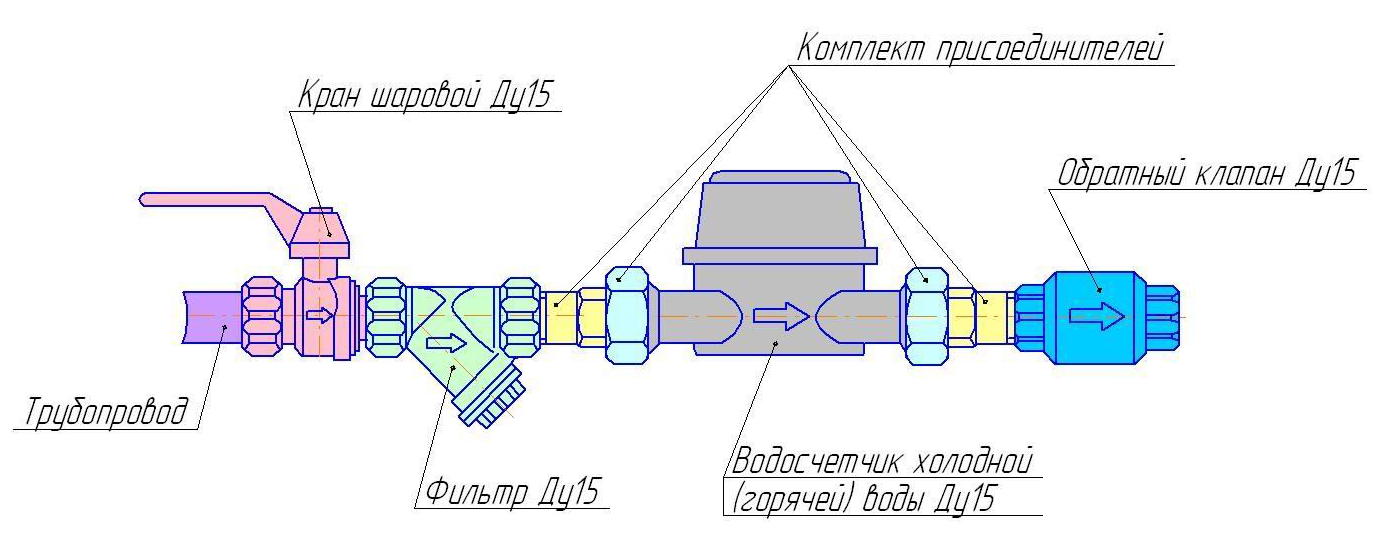 Комплект присоединителей
Кран шаровой Ду15
Обратный клапан Ду15
Трубопровод
Фильтр Ду15
Водосчетчик холодной
(горячей) воды Ду15